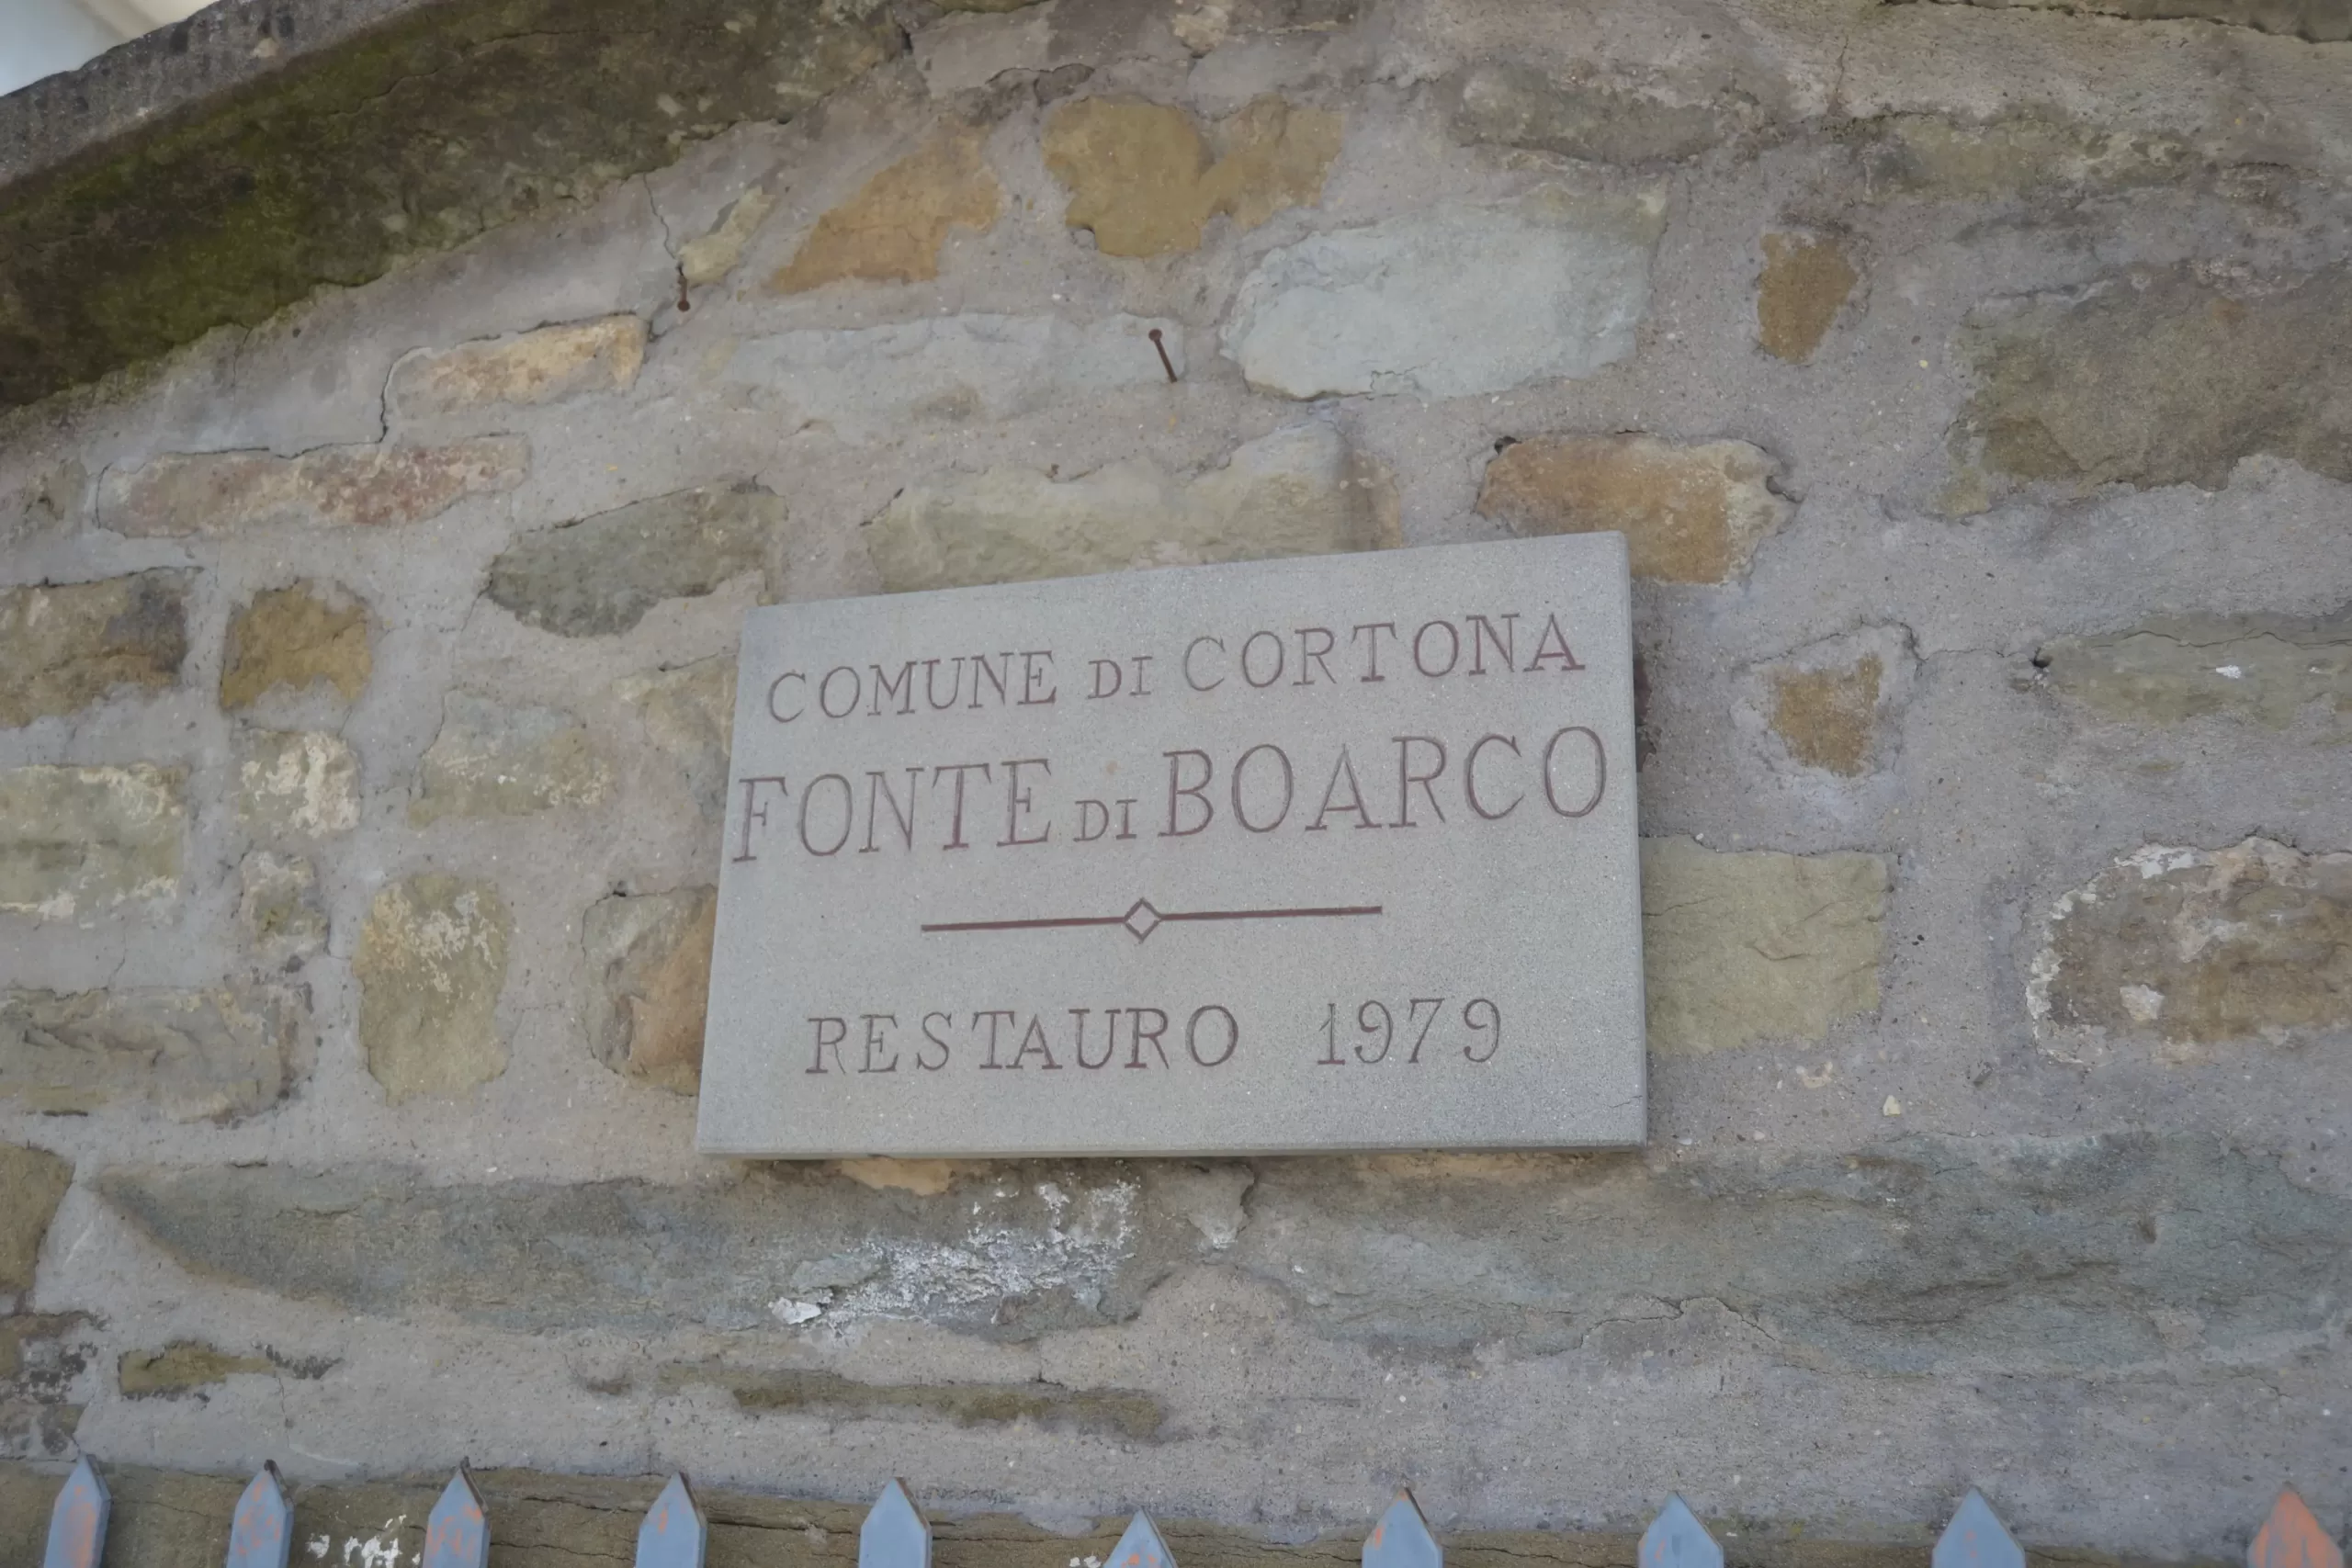 COMUNE DI CORTONA
FONTE DI BOARCO
RESTAURO 1979